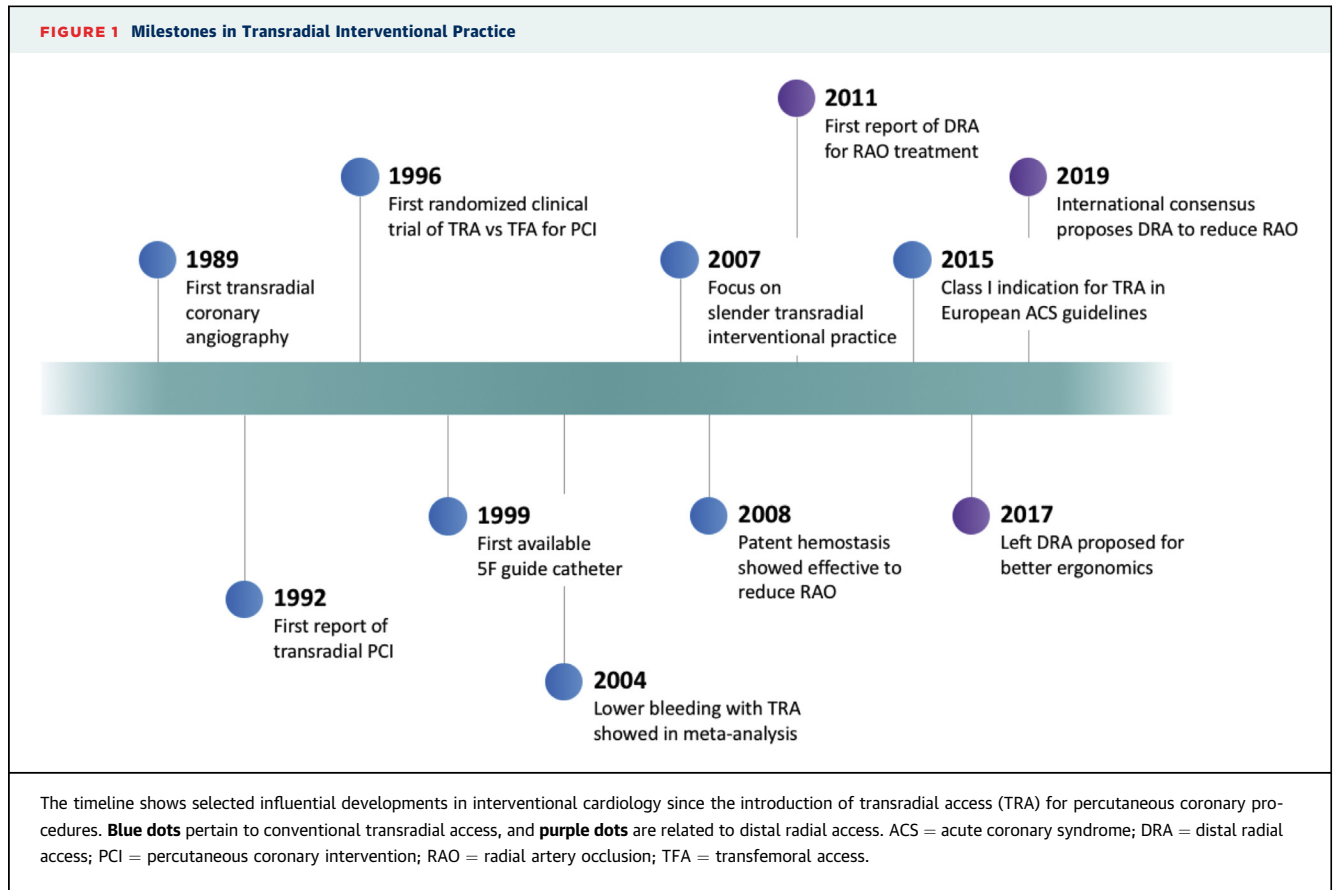 FIGURE 1 Milestones in Transradial Interventional Practice
2011
First report of DRA
for RAO treatment
1996
First randomized clinical
trial of TRA vs TFA for PCI
2019
International consensus
proposes DRA to reduce RAO
1989
First transradial
coronary
angiography
2007
Focus on
slender transradial
interventional practice
2015
Class I indication for TRA in
European ACS guidelines
1999
First available
5F guide catheter
2008
Patent hemostasis
showed effective to
reduce RAO
2017
Left DRA proposed for
better ergonomics
1992
First report of
transradial PCI
2004
Lower bleeding with TRA
showed in meta-analysis
The timeline shows selected influential developments in interventional cardiology since the introduction of transradial access (TRA) for percutaneous coronary pro-
cedures. Blue dots pertain to conventional transradial access, and purple dots are related to distal radial access. ACS = acute coronary syndrome; DRA = distal radial
access; PCI = percutaneous coronary intervention; RAO = radial artery occlusion; TFA = transfemoral access.